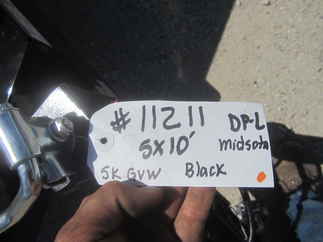 # 11211 DP-L
5x10' Midsota
5K GVW Black